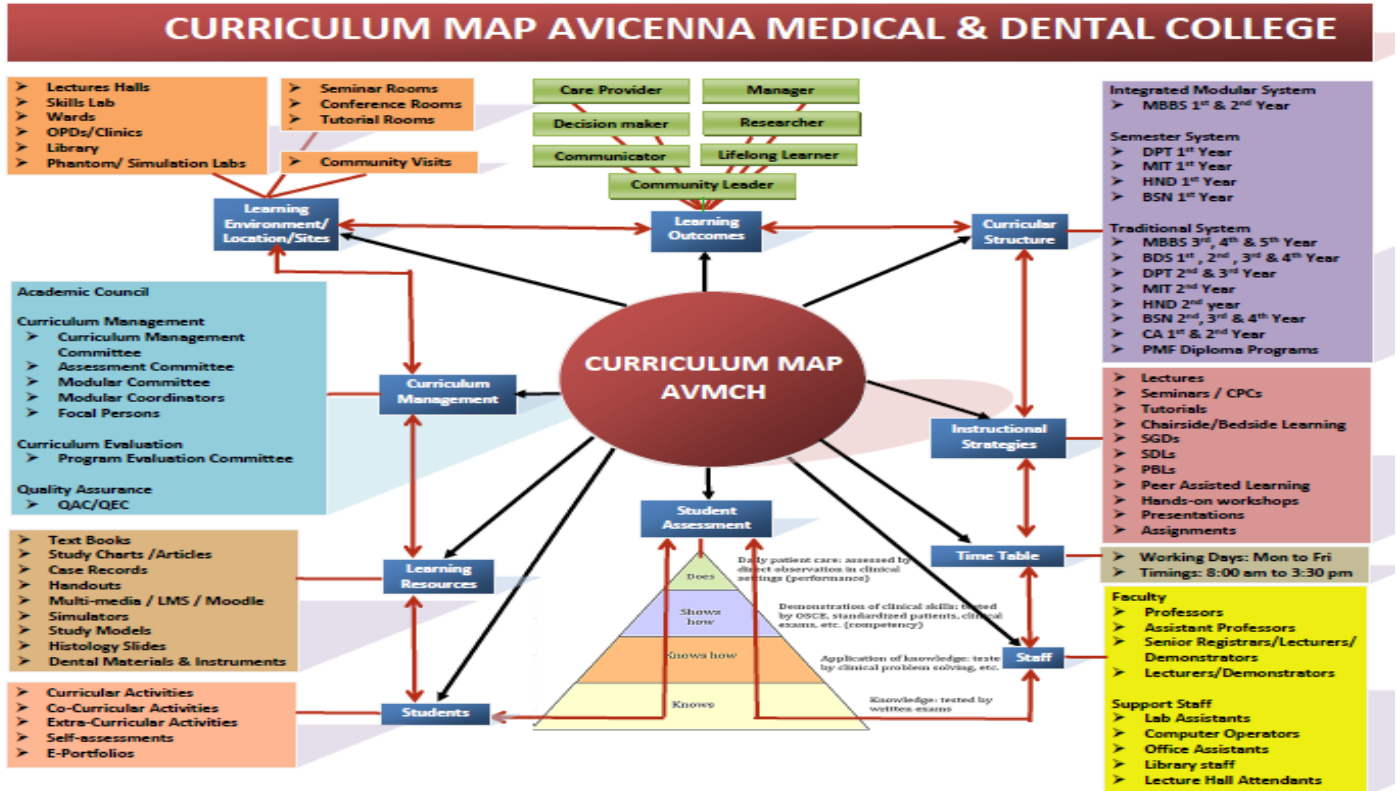 CURRICULUM MAP AVICENNA MEDICAL & DENTAL COLLEGE
➢ Lectures Halls
➢ Skills Lab
➢ Wards
➢ OPDs/Clinics
➢ Library
➢ Phantom/ Simulation Labs
➢ Seminar Rooms
➢ Conference Rooms
➢ Tutorial Rooms
➢ Community Visits
Care Provider
Manager
Decision maker
Researcher
Communicator
Lifelong Learner
Community Leader
Learning
Environment/
Location/Sites
Learning
Outcomes
Curricular
Structure
Integrated Modular System
➢ MBBS 1st & 2nd Year
Semester System
➢ DPT 1st Year
➢ MIT 1st Year
➢ HND 1st Year
➢ BSN 1st Year
Traditional System
➢ MBBS 3rd, 4th & 5th Year
➢ BDS 1st , 2nd , 3rd & 4th Year
➢ DPT 2nd & 3rd Year
➢ MIT 2nd Year
➢ HND 2nd year
➢ BSN 2nd, 3rd & 4th Year
➢ CA 1st & 2nd Year
➢ PMF Diploma Programs
Academic Council
Curriculum Management
➢ Curriculum Management
Committee
➢ Assessment Committee
➢ Modular Committee
➢ Modular Coordinators
➢ Focal Persons
Curriculum Evaluation
➢ Program Evaluation Committee
Quality Assurance
➢ QAC/QEC
Curriculum
Management
CURRICULUM MAP
AVMCH
Instructional
Strategies
➢ Lectures
➢ Seminars / CPCs
➢ Tutorials
➢ Chairside/Bedside Learning
➢ SGDs
➢ SDLs
➢ PBLs
➢ Peer Assisted Learning
➢ Hands-on workshops
➢ Presentations
➢ Assignments
Student
Assessment
➢ Text Books
➢ Study Charts /Articles
➢ Case Records
➢ Handouts
➢ Multi-media / LMS / Moodle
➢ Simulators
➢ Study Models
➢ Histology Slides
➢ Dental Materials & Instruments
Learning
Resources
Time Table
➢ Working Days: Mon to Fri
➢ Timings: 8:00 am to 3:30 pm
Does
Daily patient care: assessed by
direct observation in clinical
settings (performance)
Shows
how
Demonstration of clinical skills: tested
by OSCE, standardized patients, clinical
exams, etc. (competency)
Knows how
Application of knowledge: teste
by clinical problem solving, etc.
Knows
Knowledge: tested by
written exams
Staff
Faculty
➢ Professors
➢ Assistant Professors
➢ Senior Registrars/Lecturers/
Demonstrators
➢ Lecturers/Demonstrators
Support Staff
➢ Lab Assistants
➢ Computer Operators
➢ Office Assistants
➢ Library staff
➢ Lecture Hall Attendants
➢ Curricular Activities
➢ Co-Curricular Activities
➢ Extra-Curricular Activities
➢ Self-assessments
➢ E-Portfolios
Students